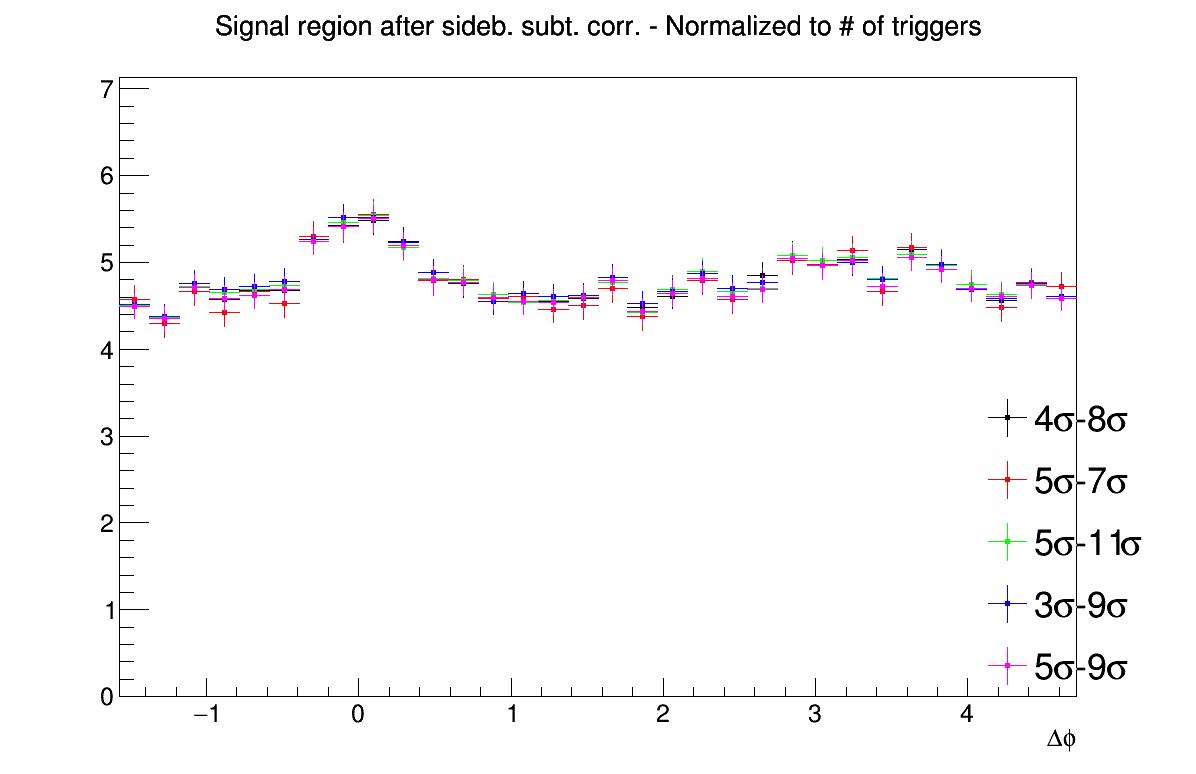 Signal region after sideb. subt. corr. - Normalized to # of triggers
7
6
5
4
3
2
1
0
4σ-8σ
5σ-7σ
5σ-11σ
3σ-9σ
5σ-9σ
−1 0 1 2 3 4
Δϕ